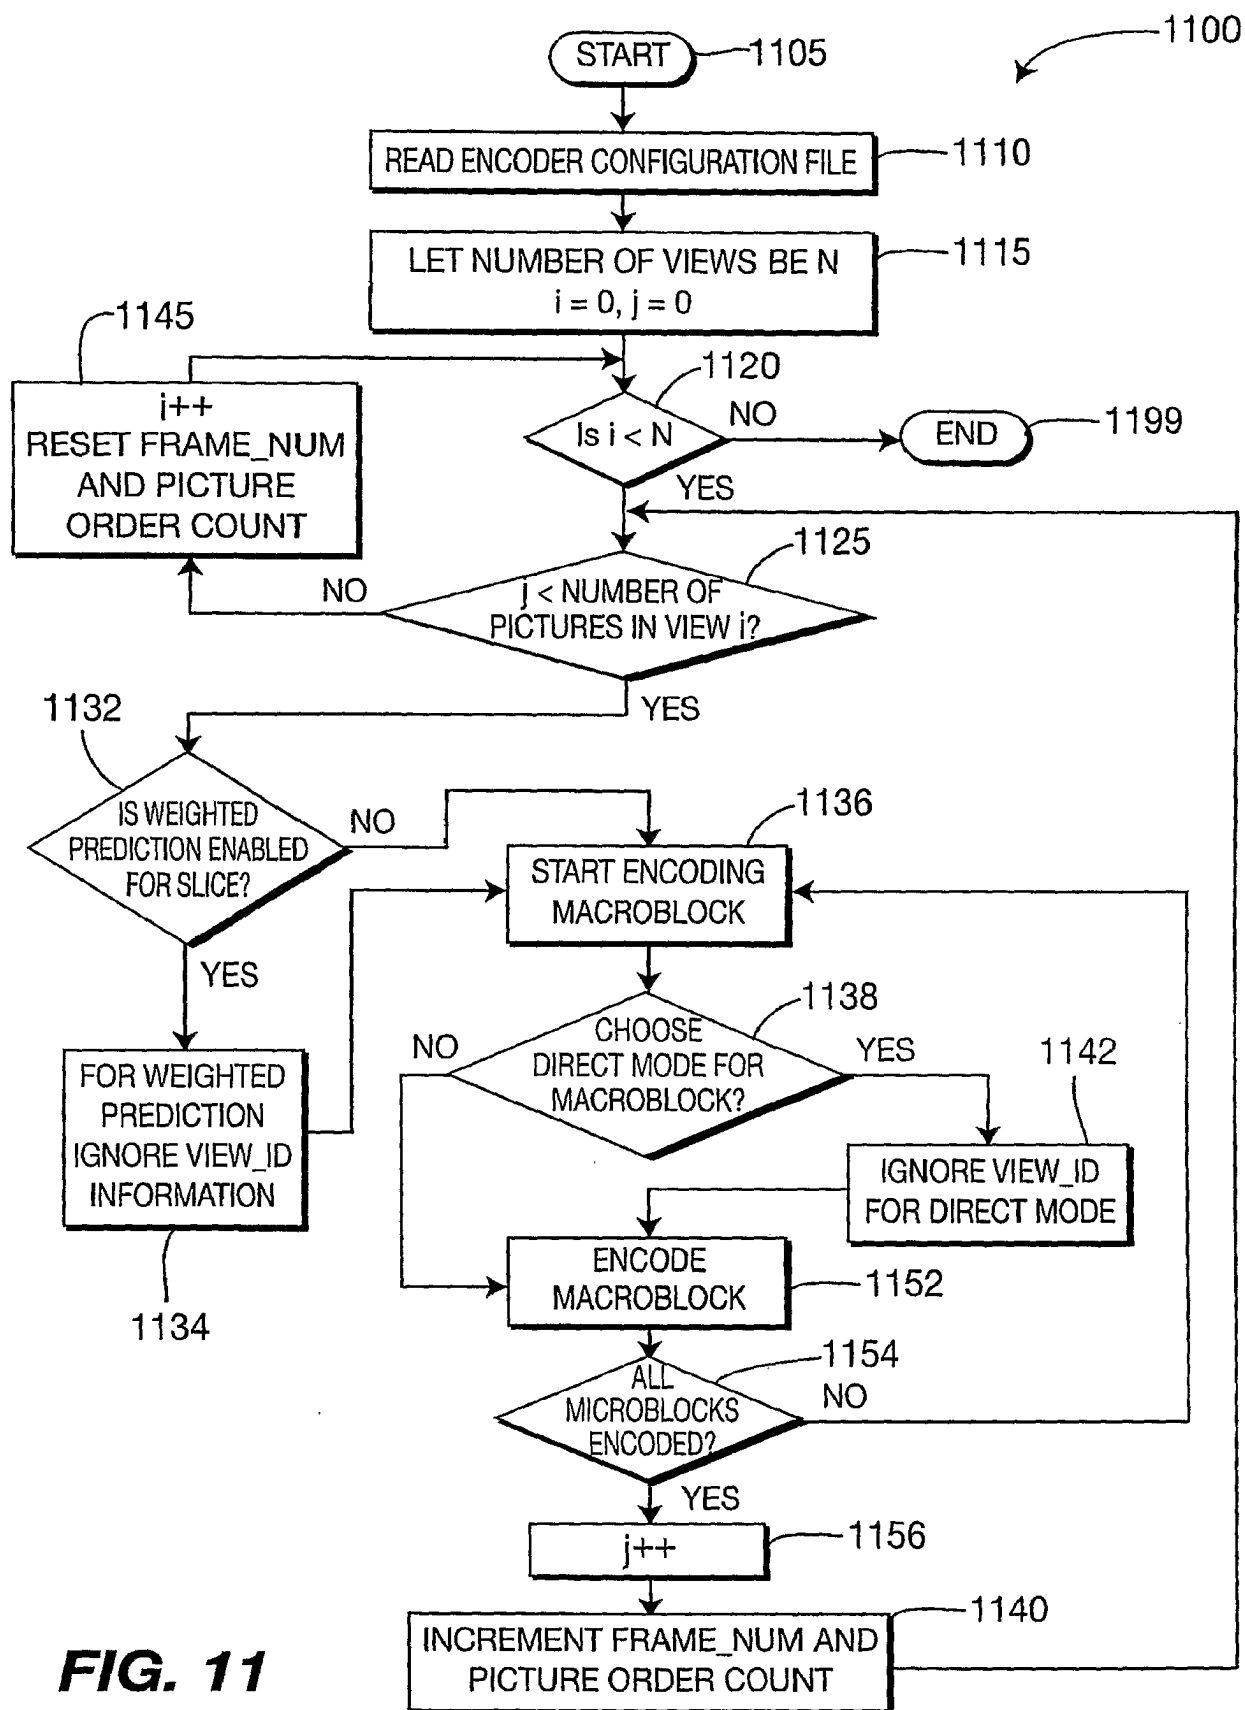 1100
START
1105
READ ENCODER CONFIGURATION FILE
1110
LET NUMBER OF VIEWS BE N
i = 0, j = 0
1115
1145
i++
RESET FRAME_NUM
AND PICTURE
ORDER COUNT
1120
Is i < N
NO
END
1199
YES
1125
j < NUMBER OF
PICTURES IN VIEW i?
NO
YES
1132
IS WEIGHTED
PREDICTION ENABLED
FOR SLICE?
NO
YES
1136
START ENCODING
MACROBLOCK
1138
CHOOSE
DIRECT MODE FOR
MACROBLOCK?
NO
YES
1142
FOR WEIGHTED
PREDICTION
IGNORE VIEW_ID
INFORMATION
1134
IGNORE VIEW_ID
FOR DIRECT MODE
ENCODE
MACROBLOCK
1152
1154
ALL
MICROBLOCKS
ENCODED?
NO
YES
j++
1156
1140
INCREMENT FRAME_NUM AND
PICTURE ORDER COUNT
FIG. 11